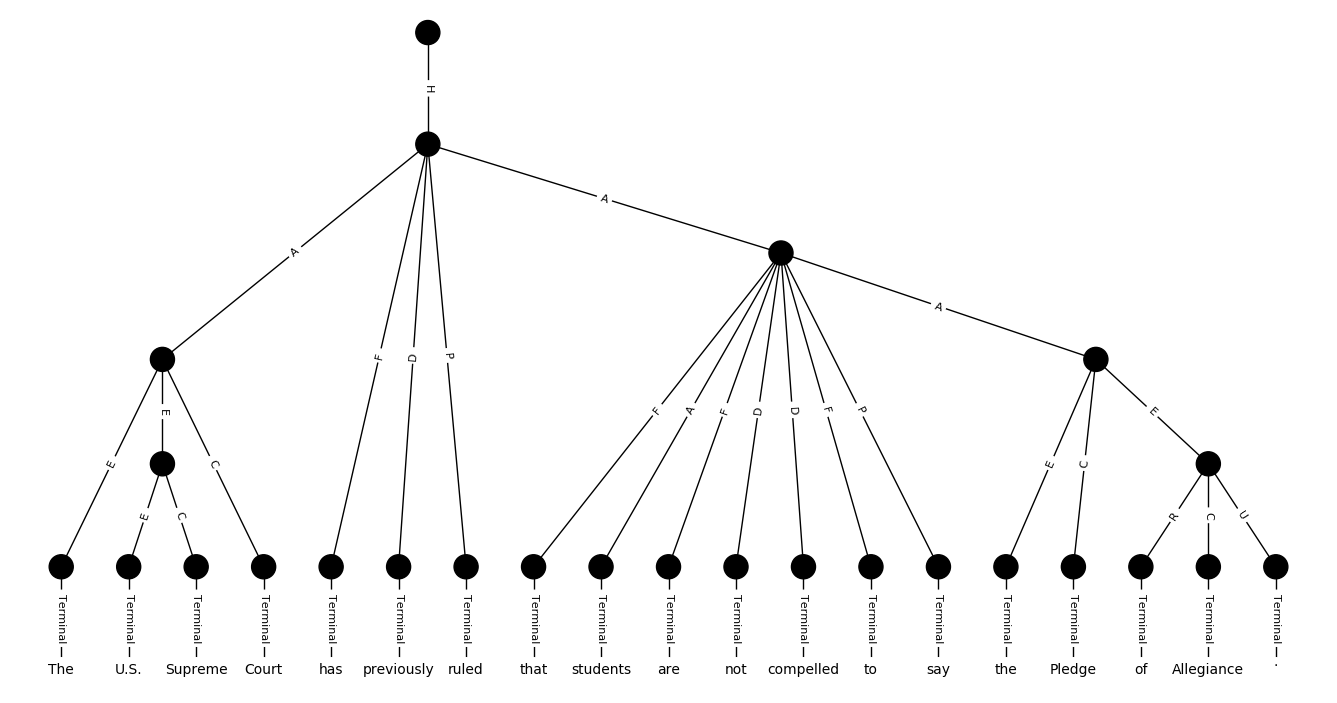 H
A
A
A
F
D
P
E
E
C
E
C
F
A
F
D
D
F
P
E
C
E
R
C
U
Terminal Terminal Terminal Terminal Terminal Terminal Terminal Terminal Terminal Terminal Terminal Terminal Terminal Terminal Terminal Terminal Terminal Terminal Terminal
The U.S. Supreme Court has previously ruled that students are not compelled to say the Pledge of Allegiance .